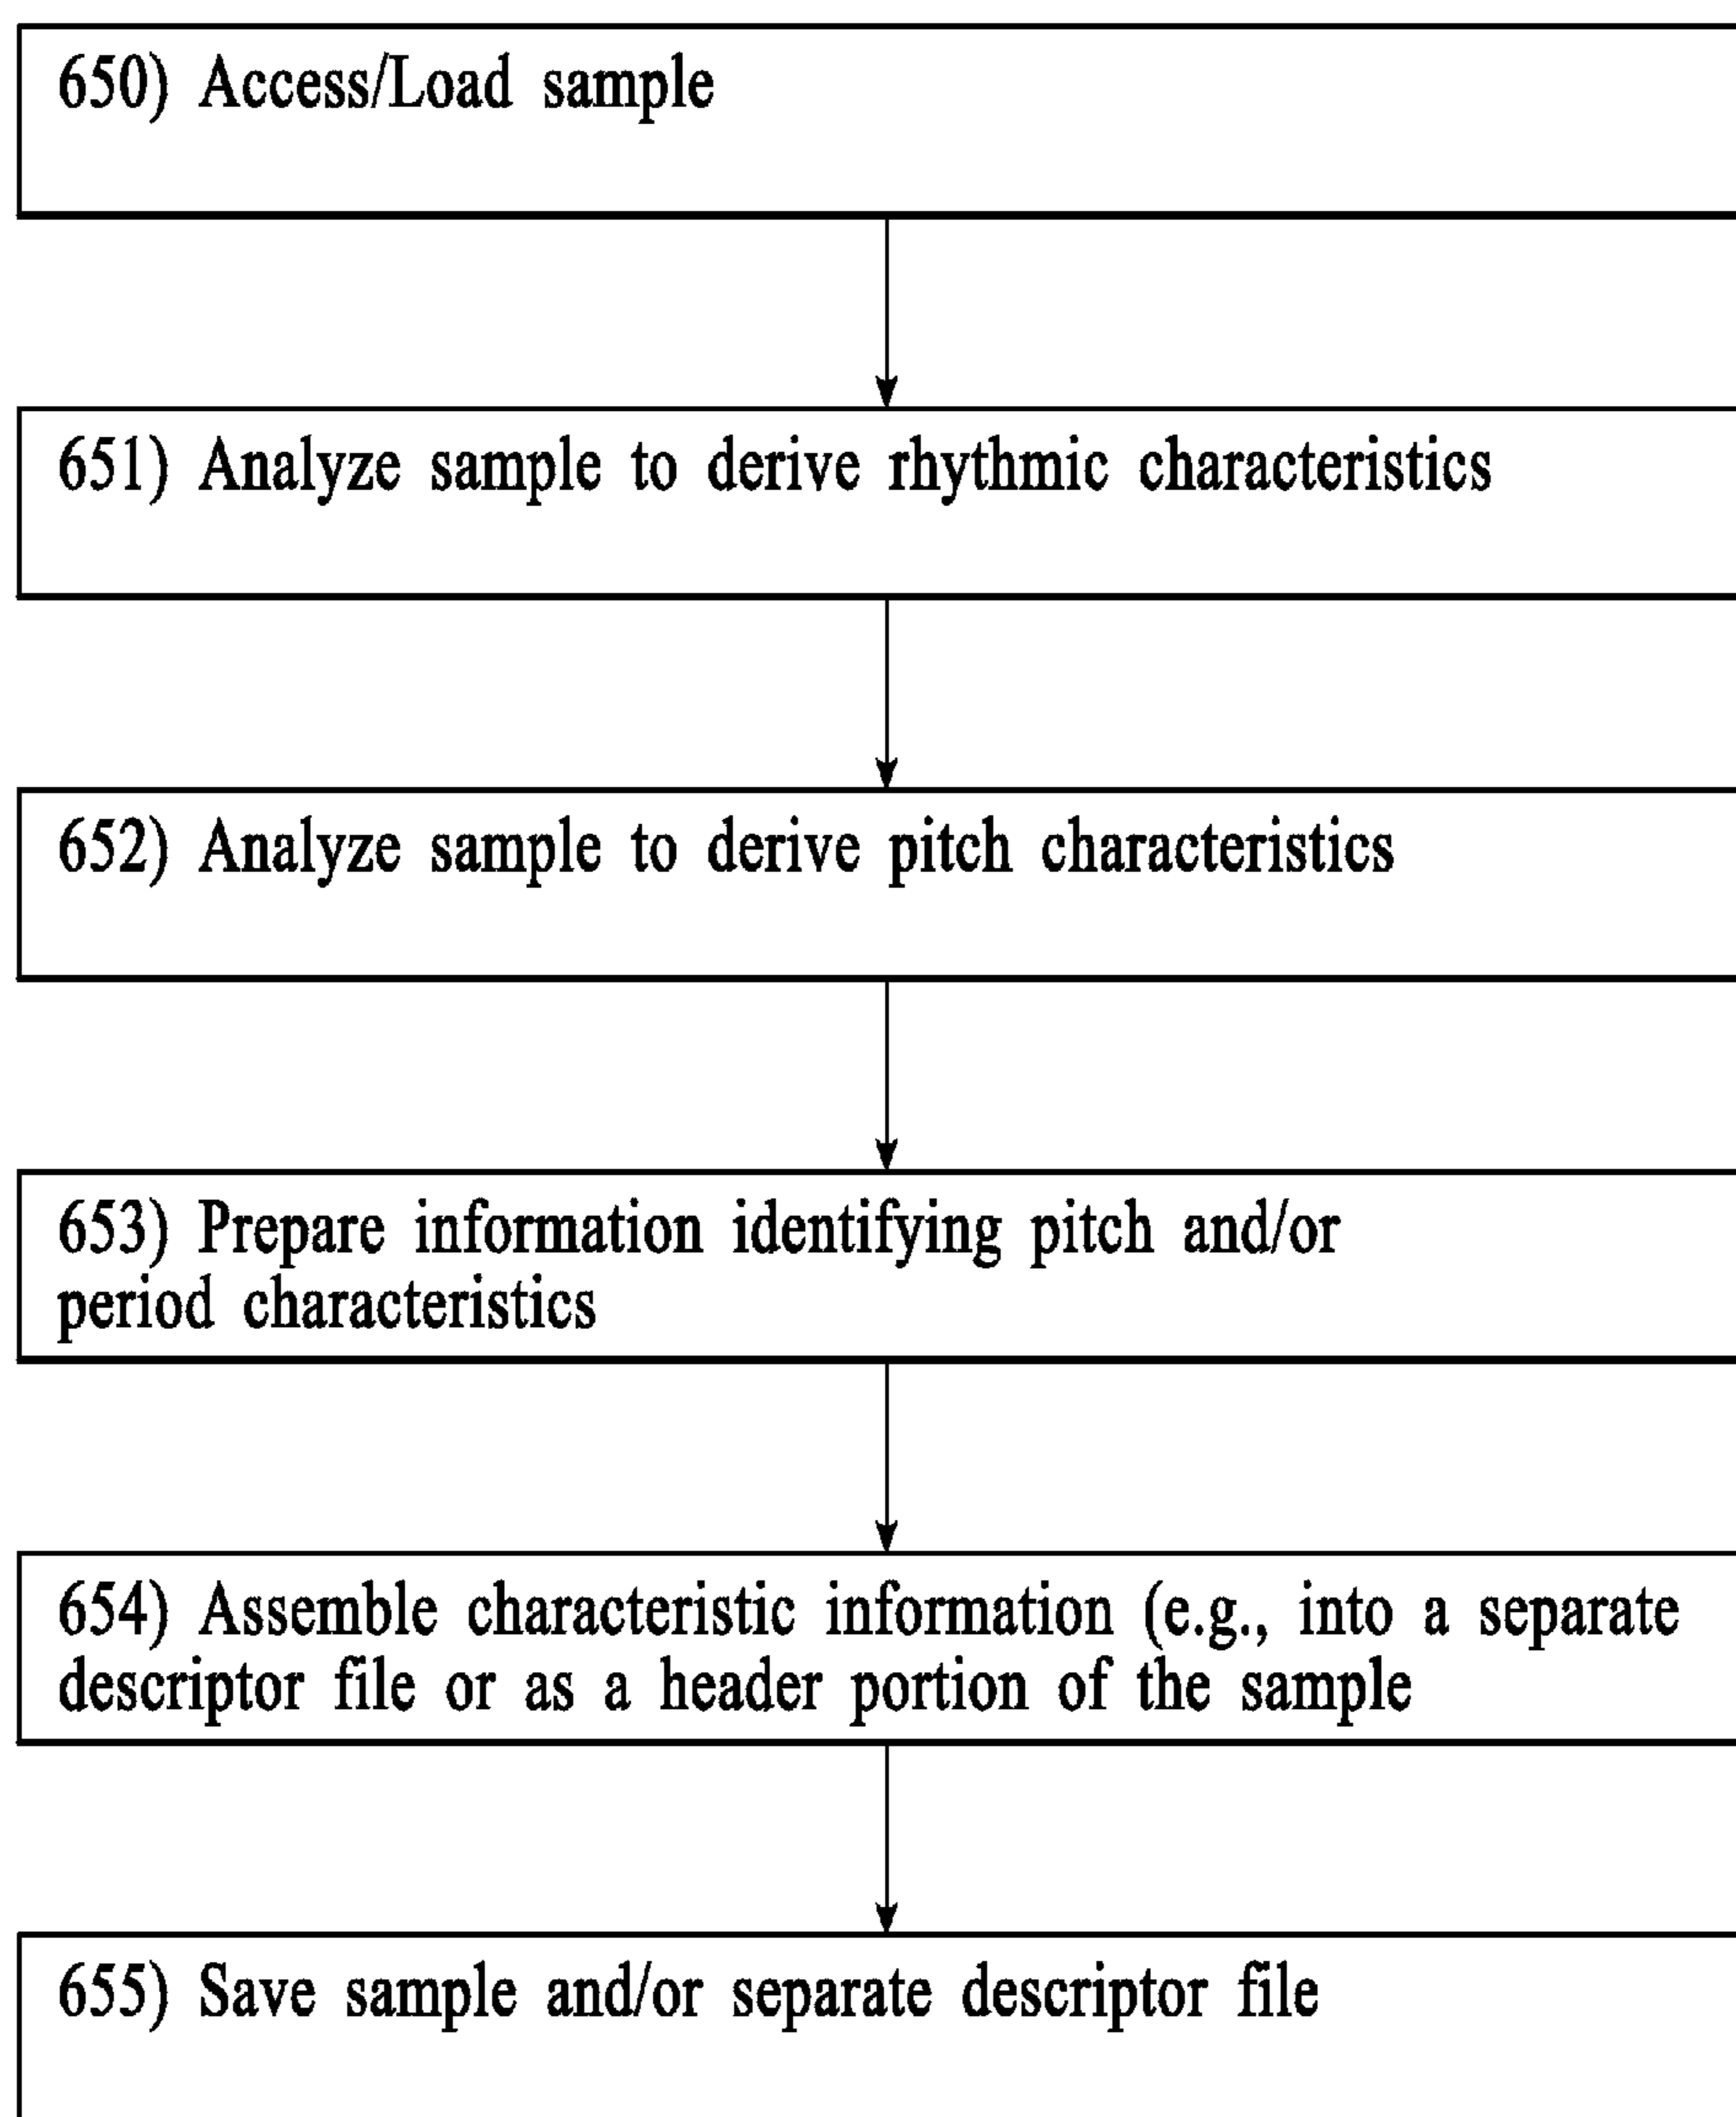 650) Access/Load sample
651) Analyze sample to derive rhythmic characteristics
652) Analyze sample to derive pitch characteristics
653) Prepare information identifying pitch and/or
period characteristics
654) Assemble characteristic information (e.g., into a separate
descriptor file or as a header portion of the sample
655) Save sample and/or separate descriptor file